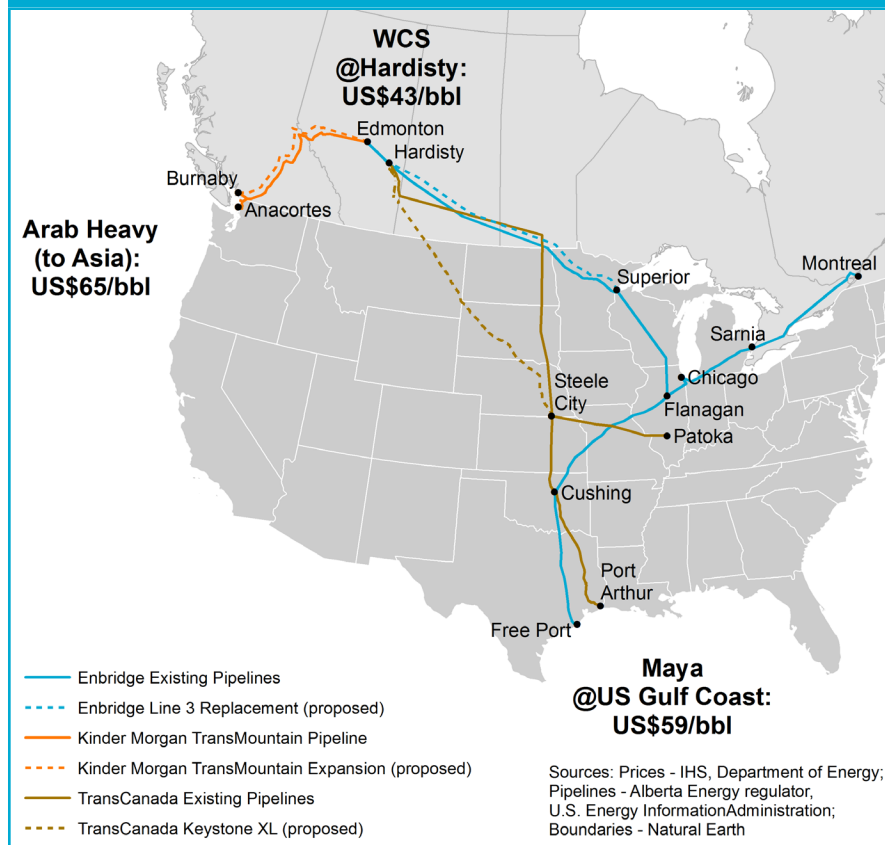 WCS
@Hardisty:
US$43/bbl
Edmonton
Hardisty
Burnaby
Anacortes
Arab Heavy
(to Asia):
US$65/bbl
Superior
Montreal
Sarnia
Chicago
Steele
City
Flanagan
Patoka
Cushing
Port
Arthur
Free Port
Maya
@US Gulf Coast:
US$59/bbl
Enbridge Existing Pipelines
Enbridge Line 3 Replacement (proposed)
Kinder Morgan TransMountain Pipeline
Kinder Morgan TransMountain Expansion (proposed)
TransCanada Existing Pipelines
TransCanada Keystone XL (proposed)
Sources: Prices - IHS, Department of Energy;
Pipelines - Alberta Energy regulator,
U.S. Energy InformationAdministration;
Boundaries - Natural Earth